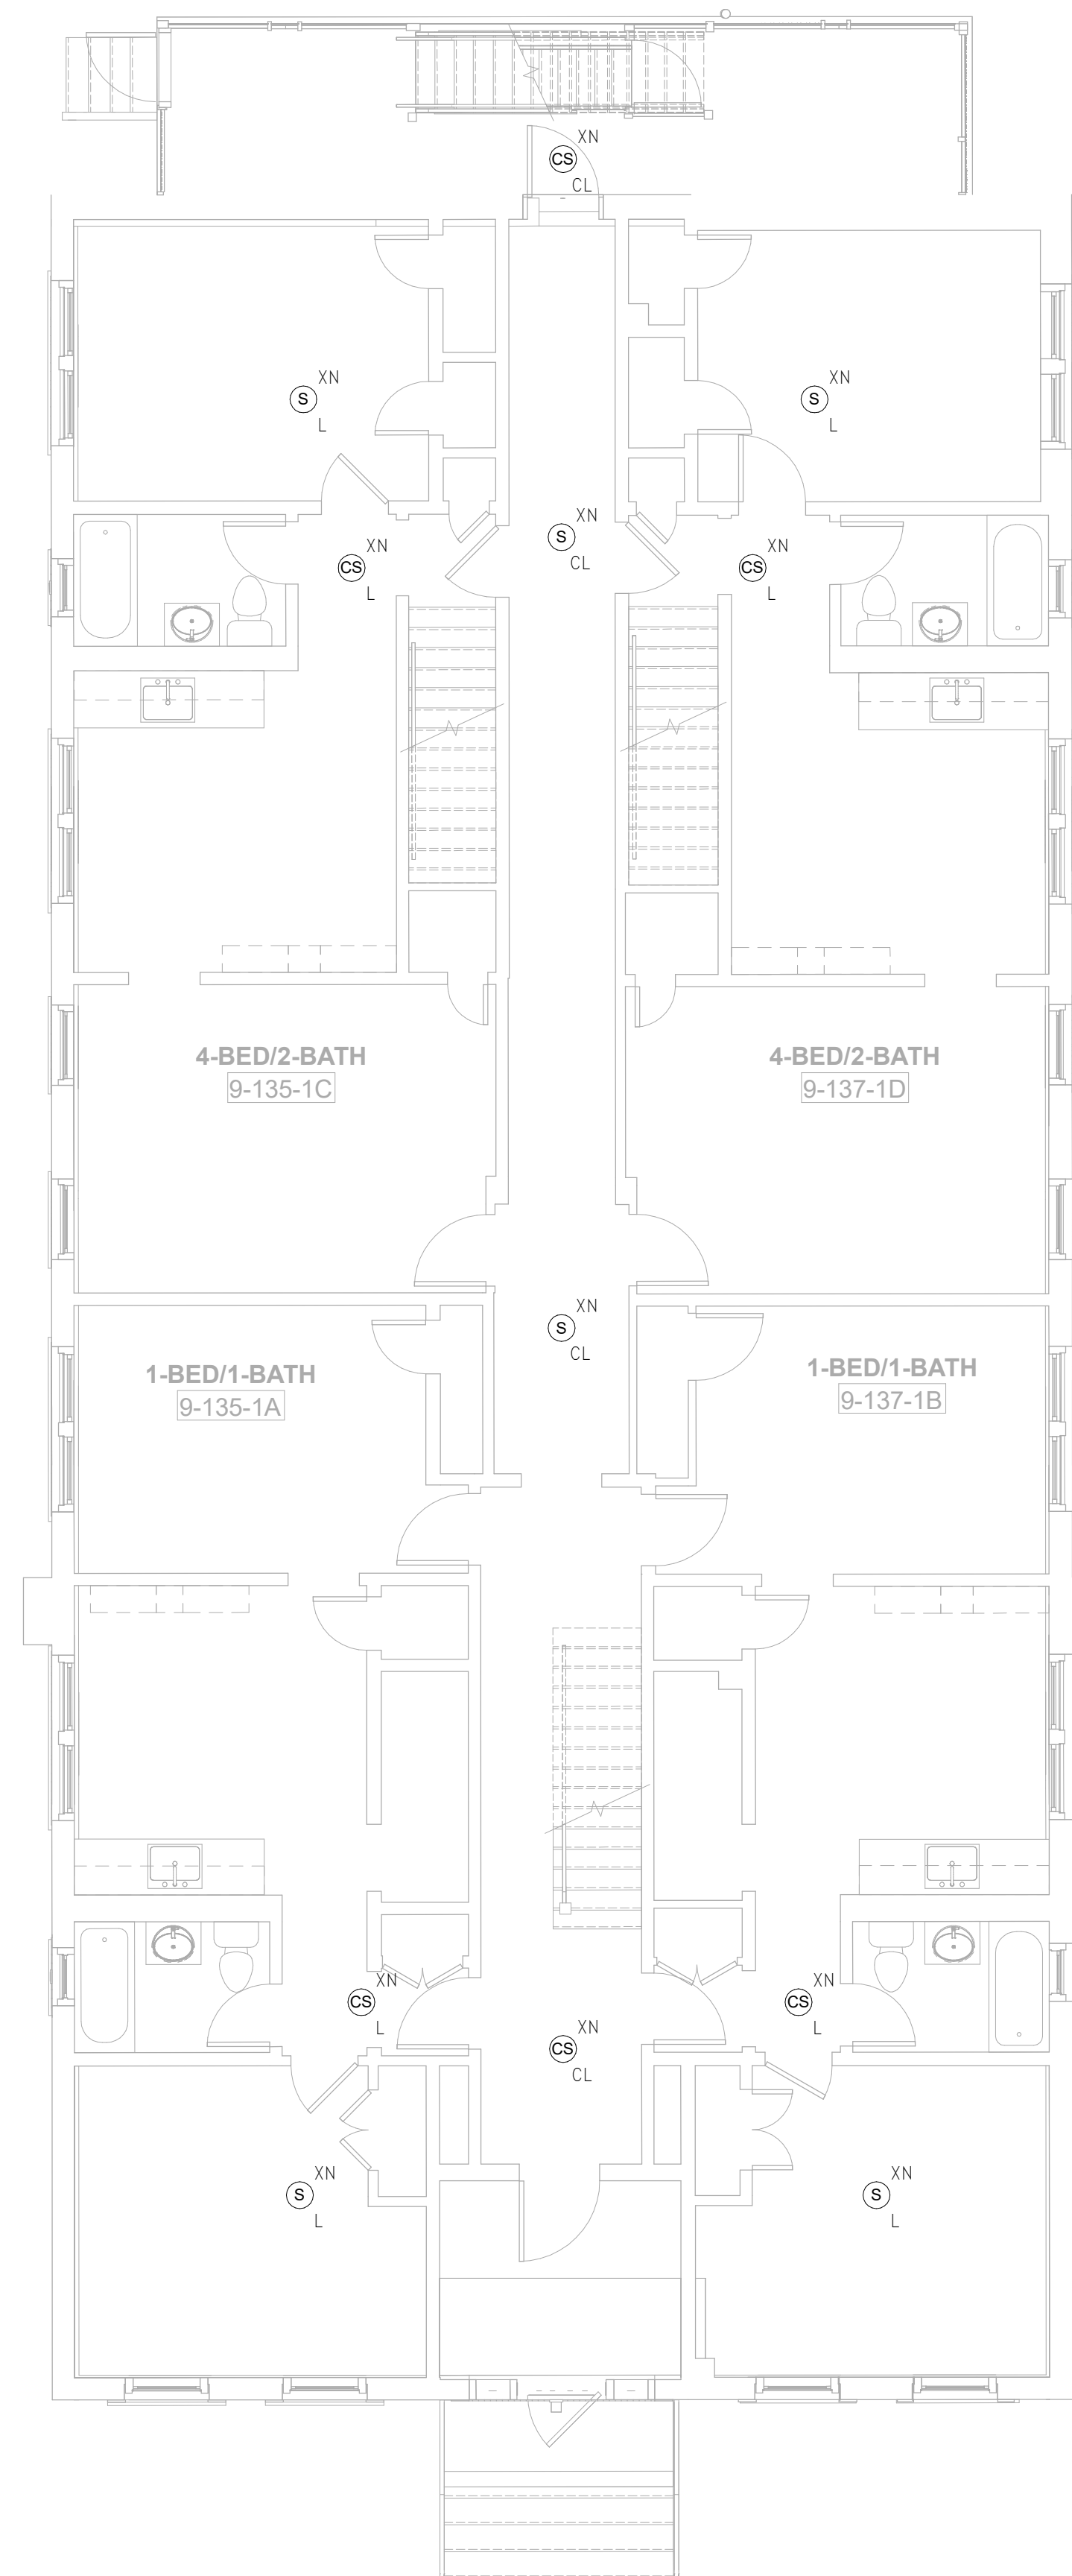 XN
CS
CL
XN
S
L
XN
S
L
XN
S
CL
XN
CS
L
XN
CS
L
4-BED/2-BATH
9-135-1C
4-BED/2-BATH
9-137-1D
XN
S
CL
1-BED/1-BATH
9-135-1A
1-BED/1-BATH
9-137-1B
XN
CS
L
XN
CS
L
XN
CS
CL
XN
S
L
XN
S
L